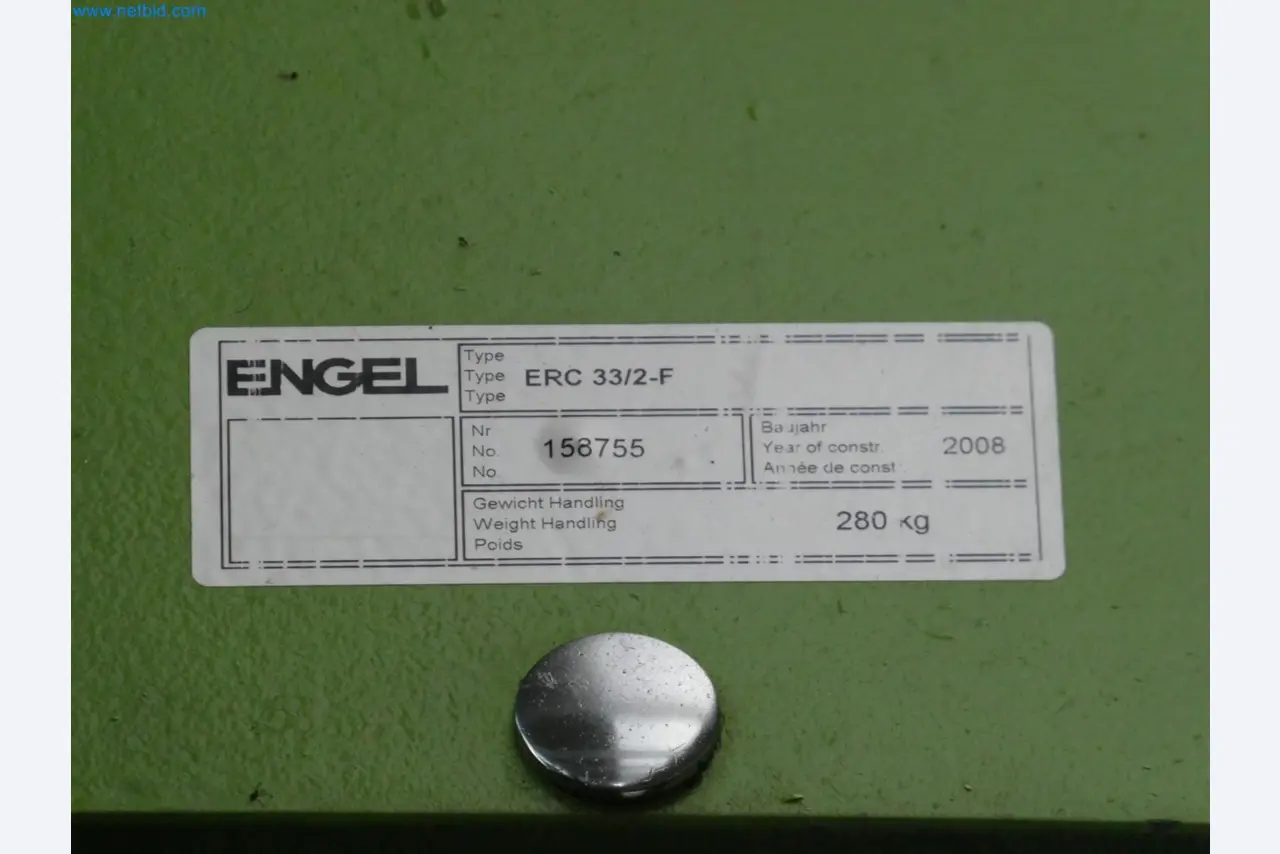 www.netbid.com
ENGEL
Type
Type ERC 33/2-F
Type
Nr
No. 158755
No.
Baujahr
Year of constr. 2008
Année de const
Gewicht Handling
Weight Handling 280 kg
Poids